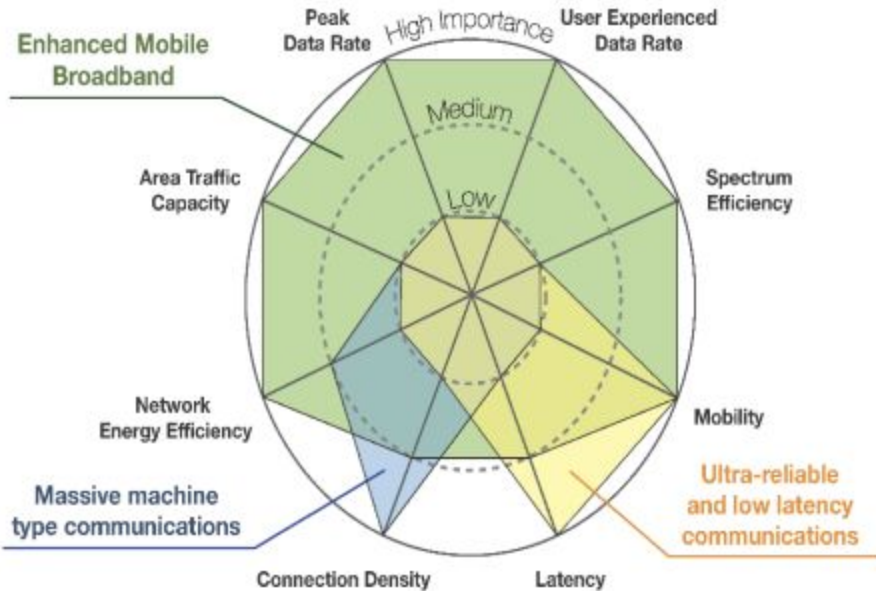 Peak
Data Rate
High Importance
User Experienced
Data Rate
Enhanced Mobile
Broadband
Medium
Area Traffic
Capacity
Low
Spectrum
Efficiency
Network
Energy Efficiency
Mobility
Massive machine
type communications
Ultra-reliable
and low latency
communications
Connection Density
Latency